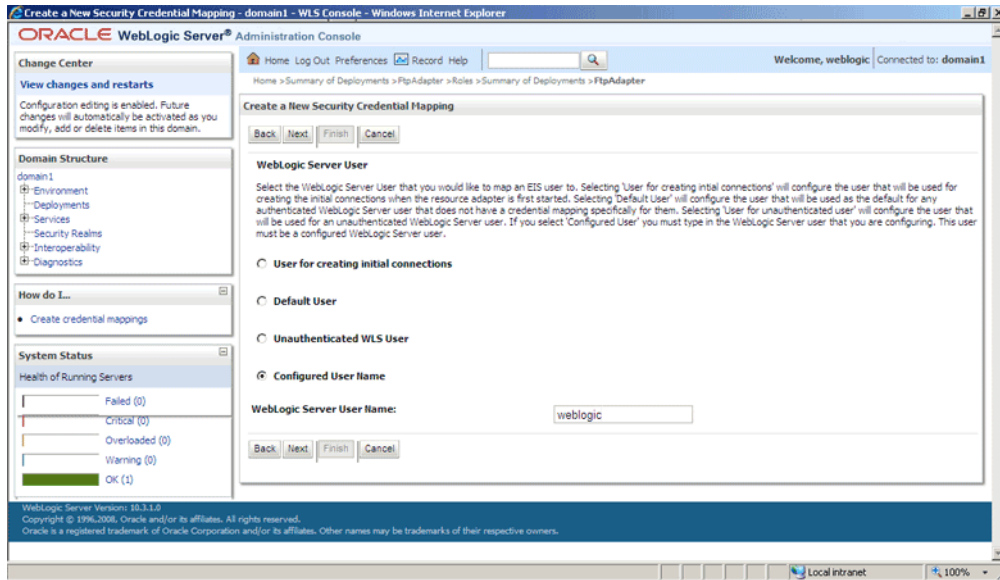 Create a New Security Credential Mapping - domain1 - WLS Console - Windows Internet Explorer
ORACLE WebLogic Server® Administration Console
Change Center
View changes and restarts
Configuration editing is enabled. Future
changes will automatically be activated as you
modify, add or delete items in this domain.
Domain Structure
domain1
Environment
Deployments
Services
Security Realms
Interoperability
Diagnostics
How do I...
Create credential mappings
System Status
Health of Running Servers
Failed (0)
Critical (0)
Overloaded (0)
Warning (0)
OK (1)
Home Log Out Preferences Record Help
Welcome, weblogic Connected to: domain1
Home >Summary of Deployments >FtpAdapter >Roles >Summary of Deployments >FtpAdapter
Create a New Security Credential Mapping
Back Next Finish Cancel
WebLogic Server User
Select the WebLogic Server User that you would like to map an EIS user to. Selecting 'User for creating intial connections' will configure the user that will be used for
creating the initial connections when the resource adapter is first started. Selecting 'Default User' will configure the user that will be used as the default for any
authenticated WebLogic Server user that does not have a credential mapping specifically for them. Selecting 'User for unauthenticated user' will configure the user that
will be used for an unauthenticated WebLogic Server user. If you select 'Configured User' you must type in the WebLogic Server user that you are configuring. This user
must be a configured WebLogic Server user.
User for creating initial connections
Default User
Unauthenticated WLS User
Configured User Name
WebLogic Server User Name: weblogic
Back Next Finish Cancel
WebLogic Server Version: 10.3.1.0
Copyright © 1996,2008, Oracle and/or its affiliates. All rights reserved.
Oracle is a registered trademark of Oracle Corporation and/or its affiliates. Other names may be trademarks of their respective owners.
Local intranet 100%